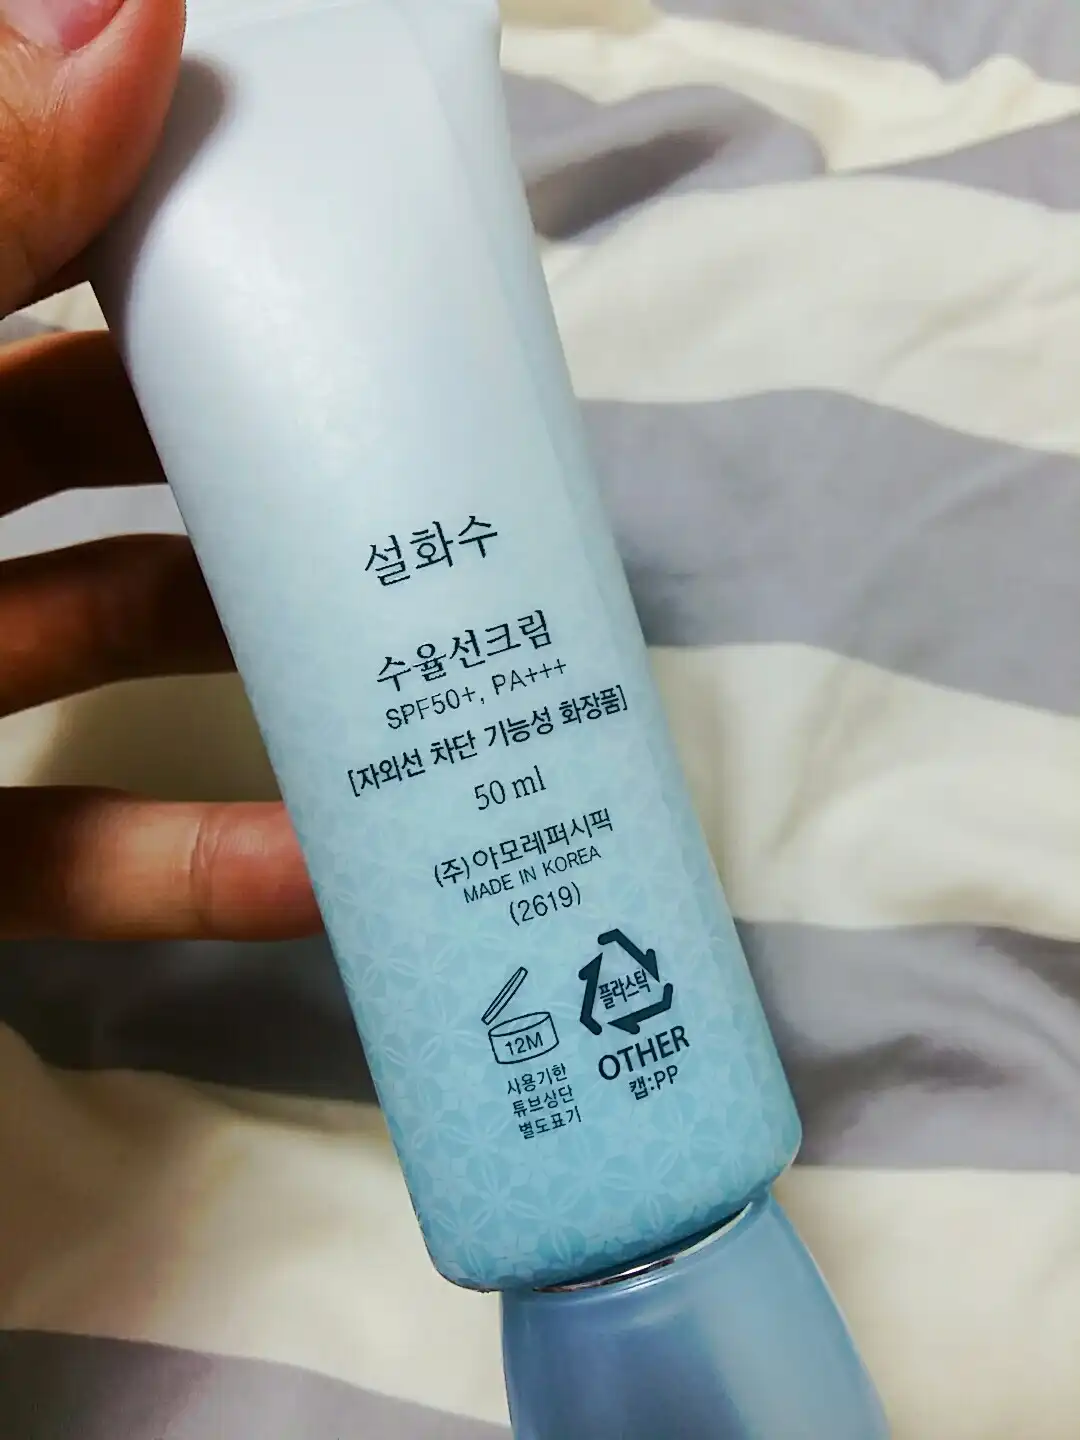 설화수
수율선크림
SPF50+, PA+++
[자외선 차단 기능성 화장품]
50 ml
(주)아모레퍼시픽
MADE IN KOREA
(2619)
플라스틱
OTHER
캡:PP
12M
사용기한
튜브상단
별도표기